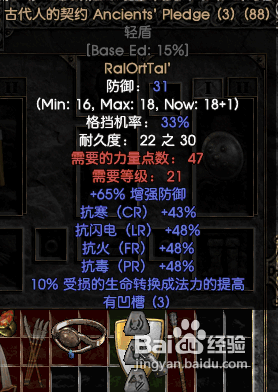 古代人的契约 Ancients' Pledge (3) (88)
轻盾
[Base Ed: 15%]
RalOrtTal'
防御: 31
(Min: 16, Max: 18, Now: 18+1)
格挡机率: 33%
耐久度: 22 之 30
需要的力量点数: 47
需要等级: 21
+65% 增强防御
抗寒（CR） +43%
抗闪电（LR） +48%
抗火（FR） +48%
抗毒（PR） +48%
10% 受损的生命转换成法力的提高
有凹槽 (3)
Baidu 经验
jingyan.baidu.com